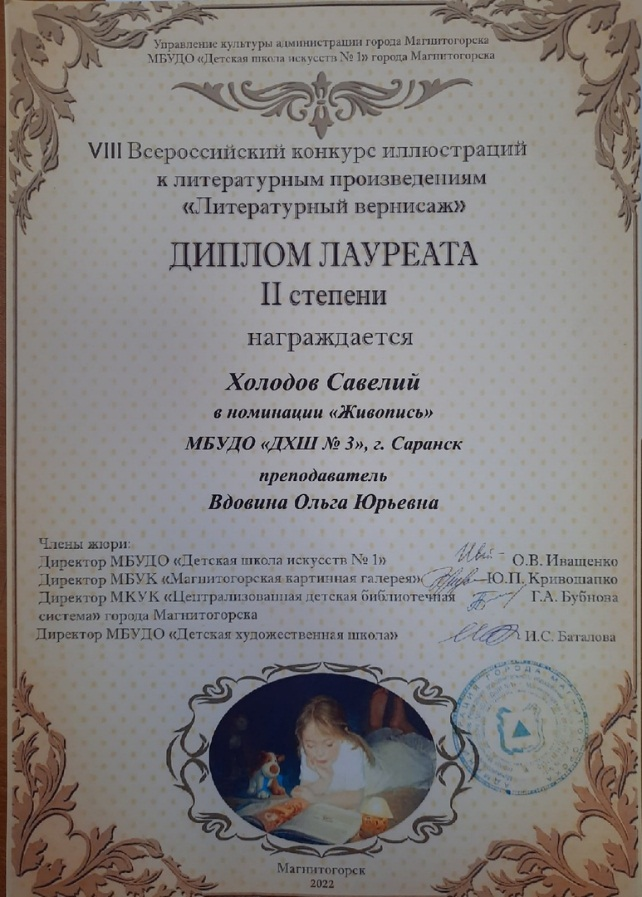 Управление культуры администрации города Магнитогорска
МБУДО «Детская школа искусств № 1» города Магнитогорска
VIII Всероссийский конкурс иллюстраций
к литературным произведениям
«Литературный вернисаж»
ДИПЛОМ ЛАУРЕАТА
II степени
награждается
Холодов Савелий
в номинации «Живопись»
МБУДО «ДХШ № 3», г. Саранск
преподаватель
Вдовина Ольга Юрьевна
Члены жюри:
Директор МБУДО «Детская школа искусств № 1» О.В. Иващенко
Директор МБУК «Магнитогорская картинная галерея» Ю.П. Кривошапко
Директор МКУК «Централизованная детская библиотечная Г.А. Бубнова
система» города Магнитогорска
Директор МБУДО «Детская художественная школа» И.С. Баталова
Магнитогорск
2022